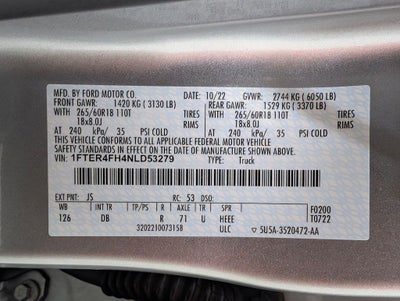 MFD. BY FORD MOTOR CO. 10/22 GVWR: 2744 KG ( 6050 LB)
FRONT GAWR: 1420 KG ( 3130 LB) REAR GAWR: 1529 KG ( 3370 LB)
WITH 265/60R18 110T TIRES WITH 265/60R18 110T TIRES
18x8.0J RIMS 18x8.0J RIMS
AT 240 kPa/ 35 PSI COLD AT 240 kPa/ 35 PSI COLD
THIS VEHICLE CONFORMS TO ALL APPLICABLE FEDERAL MOTOR VEHICLE
SAFETY STANDARDS IN EFFECT ON THE DATE OF MANUFACTURE SHOWN ABOVE.
VIN: 1FTER4FH4NLD53279 TYPE: Truck
EXT PNT: JS RC: 53 DSO:
WB INT TR TP/PS R AXLE TR SPR F0200
126 DB R 71 U HEEE T0722
3202210073158 ULC 5U5A-3520472-AA